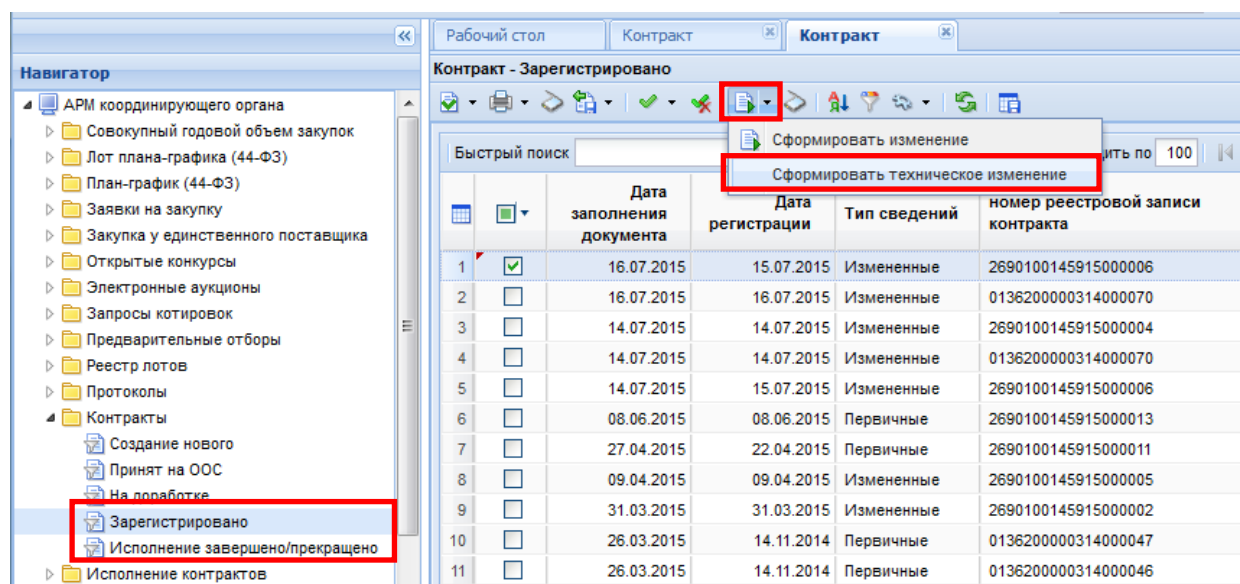 Рабочий стол Контракт Контракт
Навигатор
АРМ координирующего органа
Совокупный годовой объем закупок
Лот плана-графика (44-ФЗ)
План-график (44-ФЗ)
Заявки на закупку
Закупка у единственного поставщика
Открытые конкурсы
Электронные аукционы
Запросы котировок
Предварительные отборы
Реестр лотов
Протоколы
Контракты
Создание нового
Принят на ООС
На доработке
Зарегистрировано
Исполнение завершено/прекращено
Исполнение контрактов
Контракт - Зарегистрировано
Сформировать изменение
Сформировать техническое изменение
Быстрый поиск
ить по 100
Дата заполнения документа
Дата регистрации
Тип сведений
номер реестровой записи контракта
1 16.07.2015 15.07.2015 Измененные 2690100145915000006
2 16.07.2015 16.07.2015 Измененные 0136200000314000070
3 14.07.2015 14.07.2015 Измененные 2690100145915000004
4 14.07.2015 14.07.2015 Измененные 0136200000314000070
5 14.07.2015 15.07.2015 Измененные 2690100145915000006
6 08.06.2015 08.06.2015 Первичные 2690100145915000013
7 27.04.2015 22.04.2015 Первичные 2690100145915000011
8 09.04.2015 09.04.2015 Первичные 2690100145915000005
9 31.03.2015 31.03.2015 Измененные 2690100145915000002
10 26.03.2015 14.11.2014 Первичные 0136200000314000047
11 26.03.2015 14.11.2014 Первичные 0136200000314000046